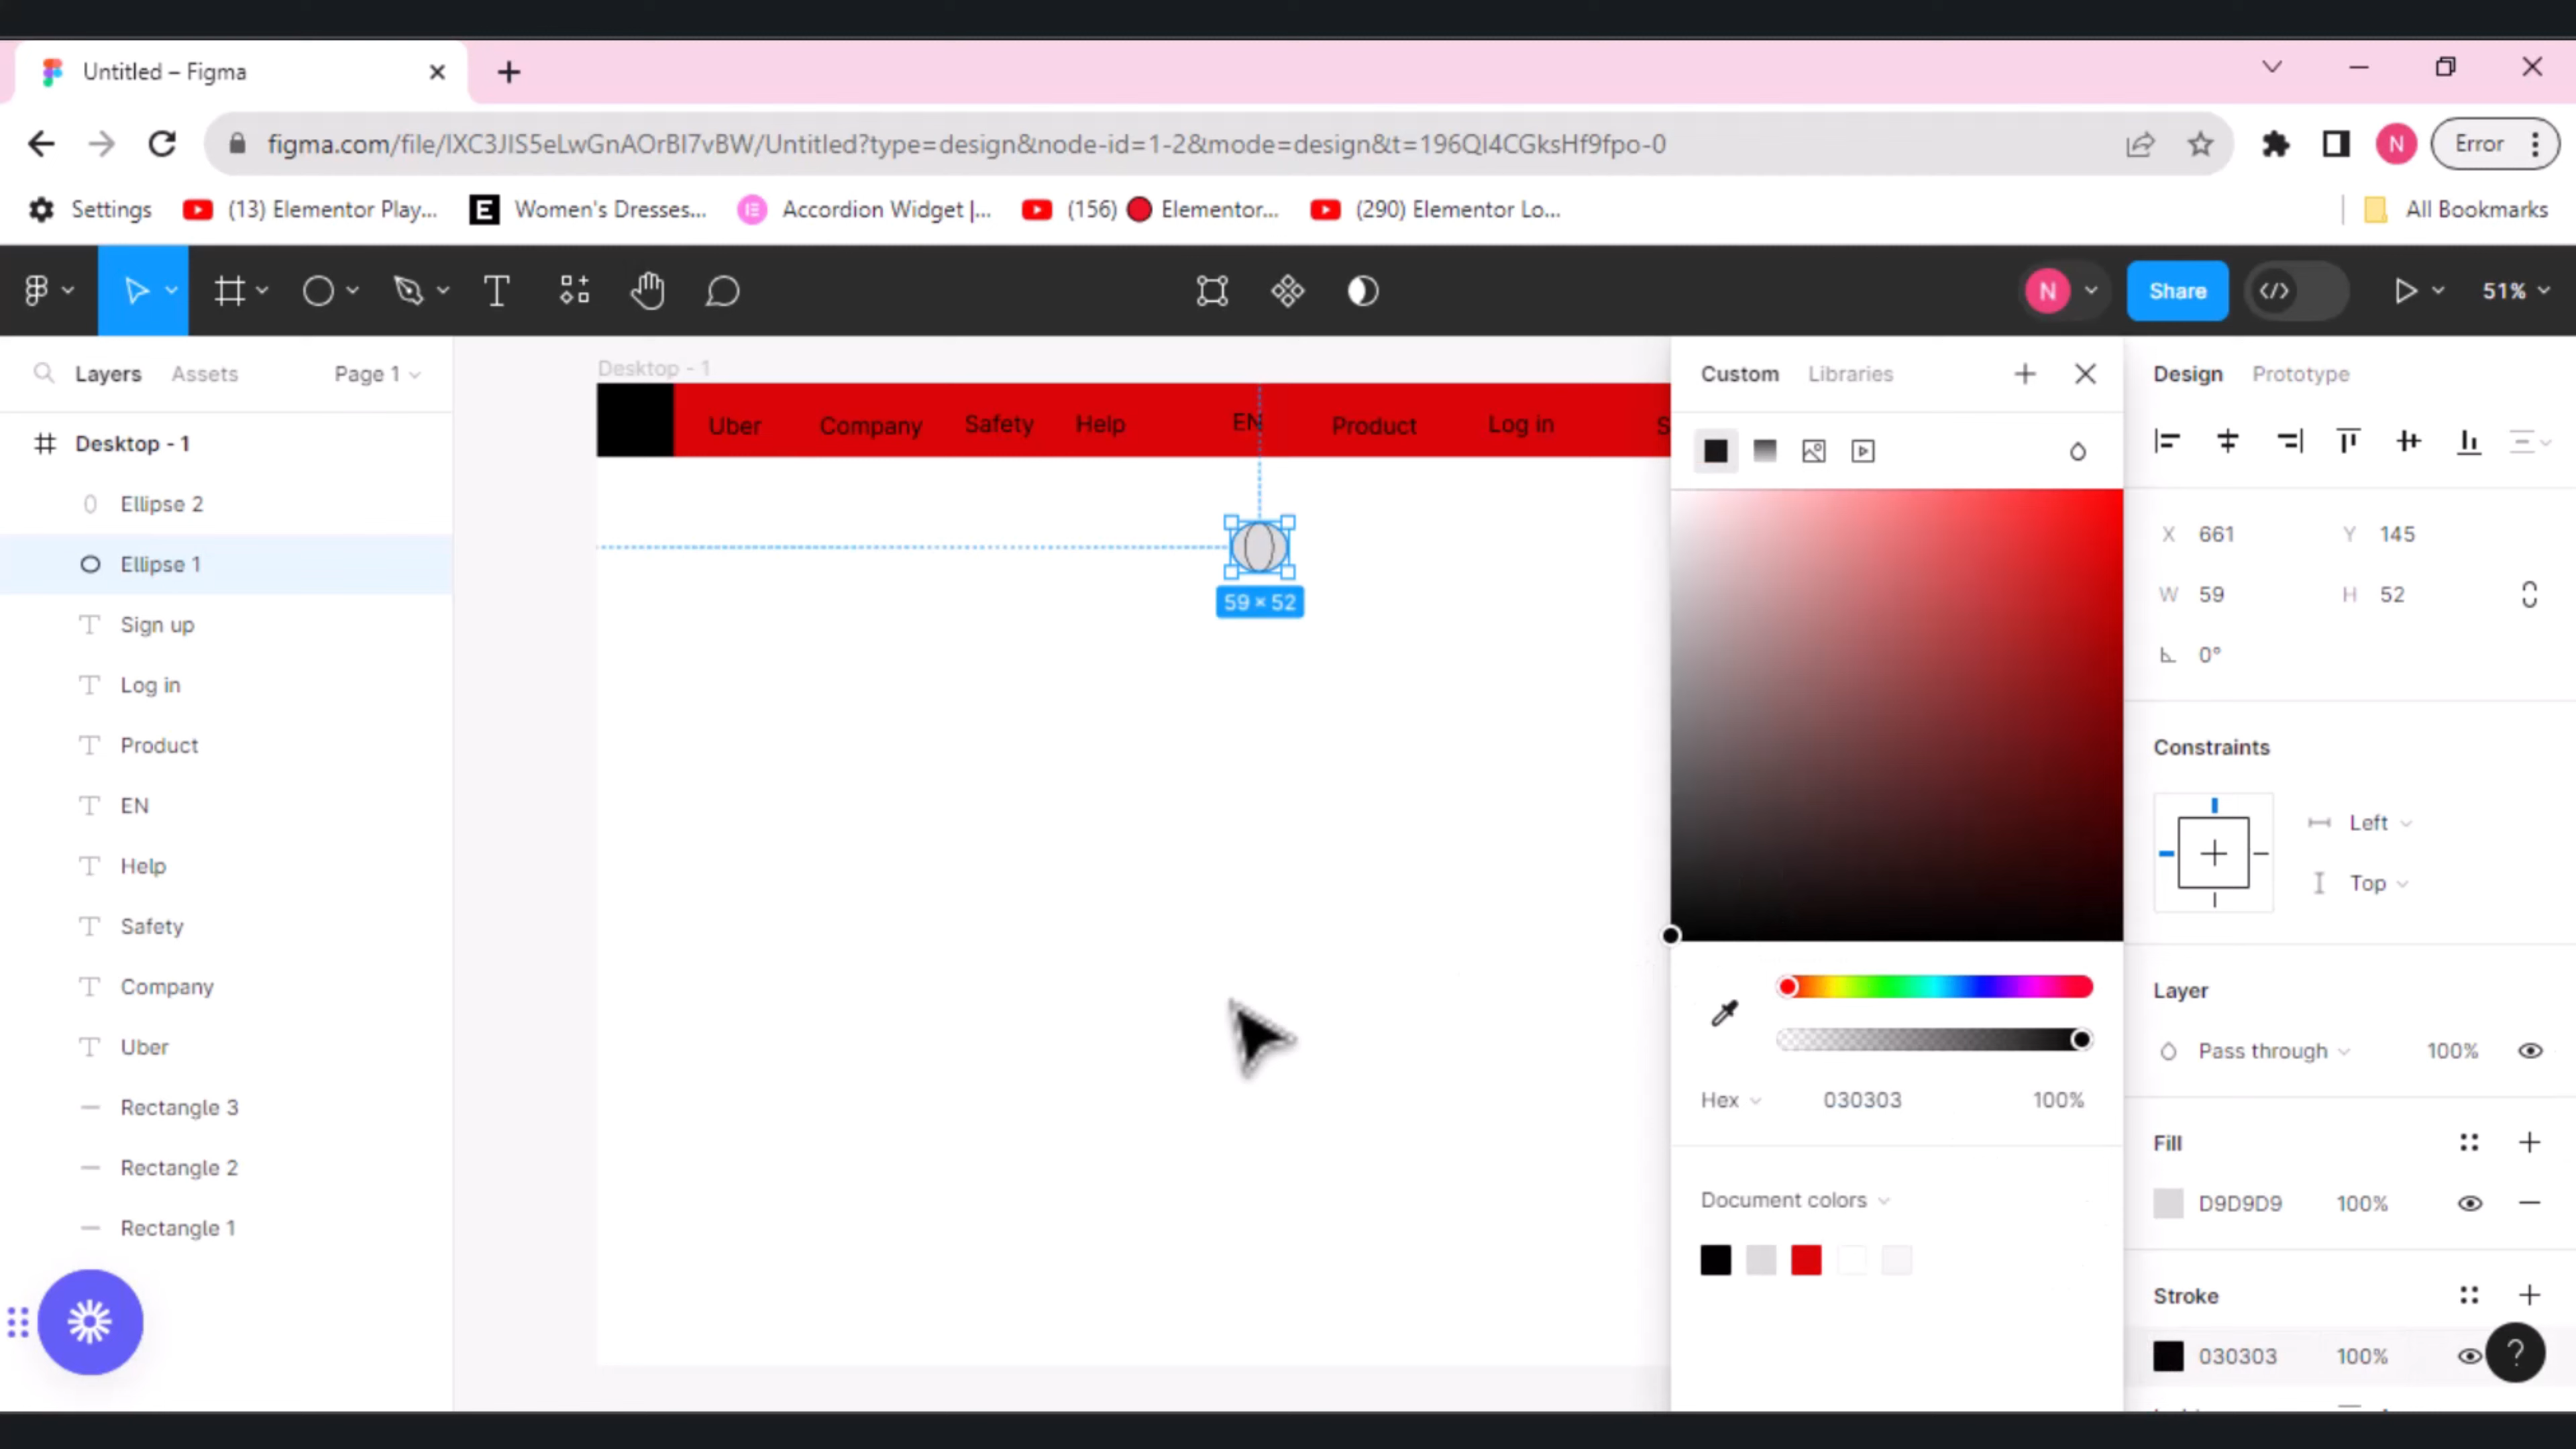 Untitled – Figma
figma.com/file/IXC3JIS5eLwGnAOrBI7vBW/Untitled?type=design&node-id=1-2&mode=design&t=196QI4CGksHf9fpo-0
N
Error
Settings
(13) Elementor Play...
E
Women's Dresses...
Accordion Widget |...
(156)
Elementor...
(290) Elementor Lo...
All Bookmarks
N
Share
51%
Layers
Assets
Page 1
Desktop - 1
Ellipse 2
Ellipse 1
Sign up
Log in
Product
EN
Help
Safety
Company
Uber
Rectangle 3
Rectangle 2
Rectangle 1
Desktop - 1
Uber
Company
Safety
Help
EN
Product
Log in
S
59 × 52
Custom
Libraries
Hex
030303
100%
Document colors
Design
Prototype
X 661
Y 145
W 59
H 52
0°
Constraints
Left
Top
Layer
Pass through
100%
Fill
D9D9D9
100%
Stroke
030303
100%
?